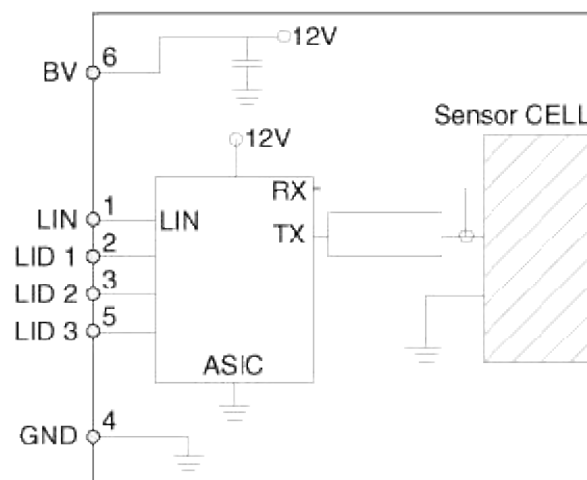 12V
6
BV
Sensor CELL
12V
RX
1
LIN
LIN
TX
2
LID 1
3
LID 2
5
LID 3
ASIC
4
GND